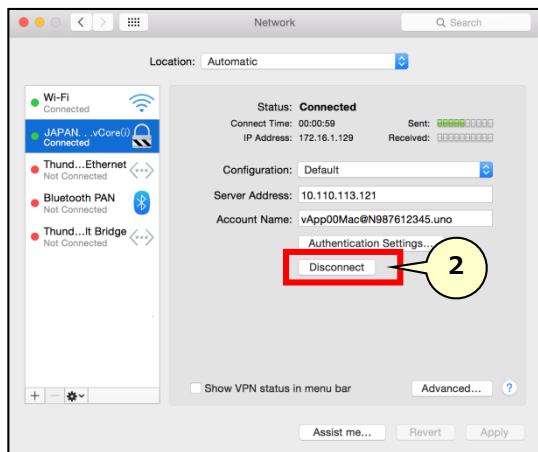 Network
Search
Location: Automatic
Wi-Fi
Connected
JAPAN. . .vCore(i)
Connected
Thund...Ethernet
Not Connected
Bluetooth PAN
Not Connected
Thund...lt Bridge
Not Connected
Status: Connected
Connect Time: 00:00:59 Sent:
IP Address: 172.16.1.129 Received:
Configuration: Default
Server Address: 10.110.113.121
Account Name: vApp00Mac@N987612345.uno
Authentication Settings...
Disconnect
2
Show VPN status in menu bar
Advanced... ?
Assist me... Revert Apply